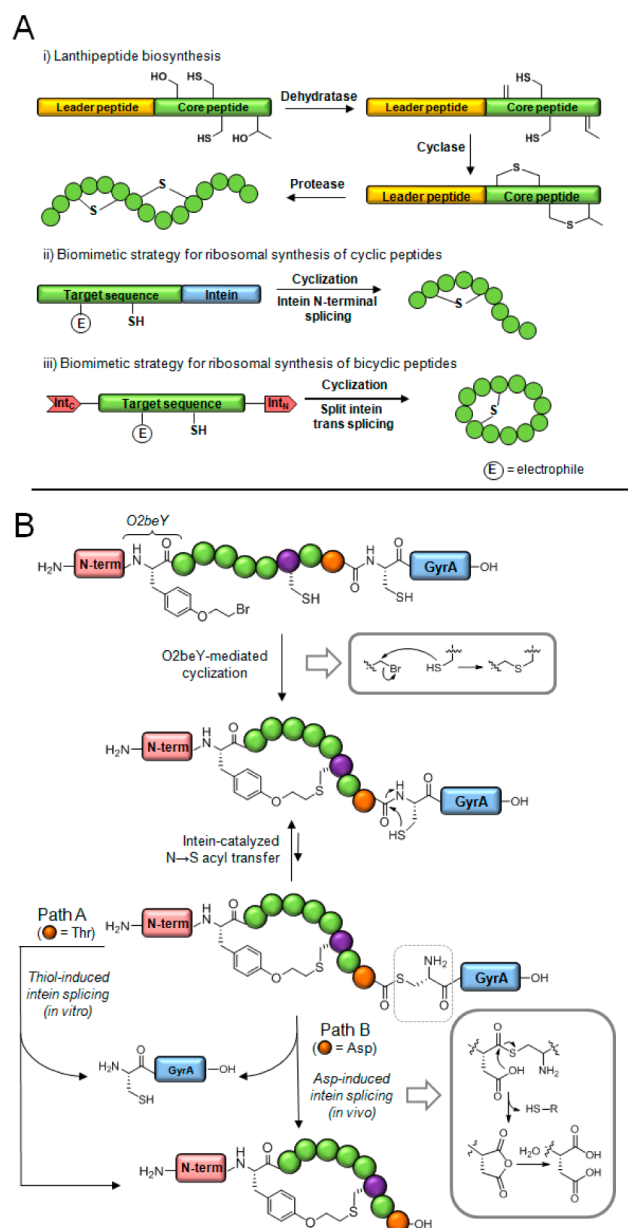 A
i) Lanthipeptide biosynthesis
HO
HS
HS
Leader peptide
Core peptide
HS
HO
Dehydratase
Leader peptide
Core peptide
HS
Cyclase
S
Leader peptide
Core peptide
S
Protease
S
S
ii) Biomimetic strategy for ribosomal synthesis of cyclic peptides
Target sequence
Intein
E
SH
Cyclization
Intein N-terminal
splicing
S
iii) Biomimetic strategy for ribosomal synthesis of bicyclic peptides
IntC
Target sequence
IntN
E
SH
Cyclization
Split intein
trans splicing
S
E = electrophile
B
O2beY
H2N
N-term
H
N
O
O
Br
SH
O
H
N
O
SH
GyrA
OH
O2beY-mediated
cyclization
Br
HS
S
H2N
N-term
H
N
O
O
S
O
H
N
O
HS
GyrA
OH
Intein-catalyzed
N→S acyl transfer
Path A
( = Thr)
H2N
N-term
H
N
O
O
S
O
S
NH2
O
GyrA
OH
Thiol-induced
intein splicing
(in vitro)
Path B
( = Asp)
Asp-induced
intein splicing
(in vivo)
H2N
O
SH
GyrA
OH
O
S
OH
NH2
O
HS–R
O
O
O
H2O
O
OH
OH
O
H2N
N-term
H
N
O
O
S
OH